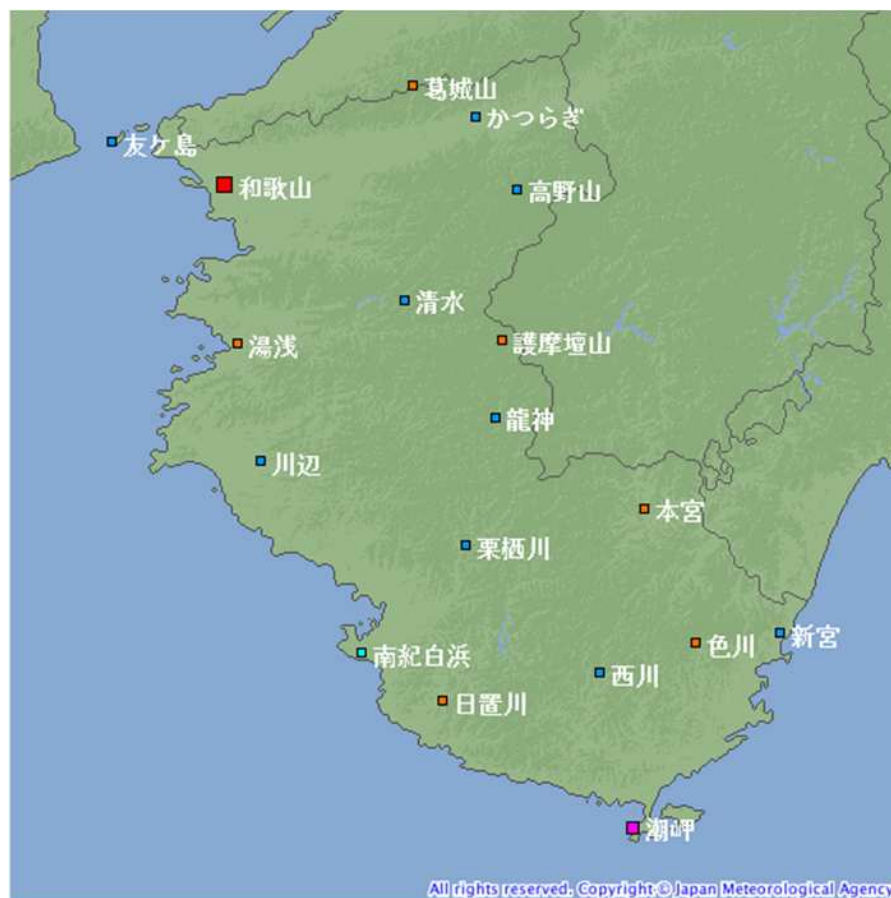 葛城山
かつらぎ
友ケ島
和歌山
高野山
清水
湯浅
護摩壇山
龍神
川辺
本宮
栗栖川
新宮
色川
南紀白浜
西川
日置川
潮岬
All rights reserved. Copyright © Japan Meteorological Agency